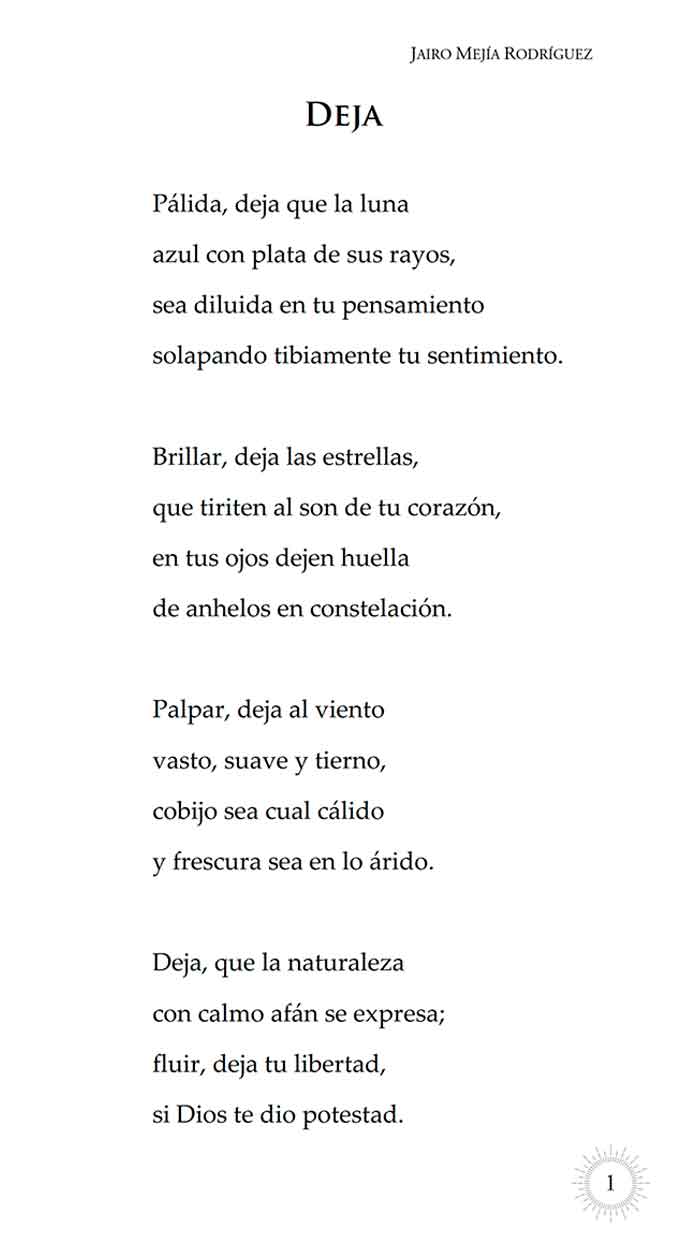 JAIRO MEJÍA RODRÍGUEZ
DEJA
Pálida, deja que la luna
azul con plata de sus rayos,
sea diluida en tu pensamiento
solapando tibiamente tu sentimiento.
Brillar, deja las estrellas,
que tiriten al son de tu corazón,
en tus ojos dejen huella
de anhelos en constelación.
Palpar, deja al viento
vasto, suave y tierno,
cobijo sea cual cálido
y frescura sea en lo árido.
Deja, que la naturaleza
con calmo afán se expresa;
fluir, deja tu libertad,
si Dios te dio potestad.
1